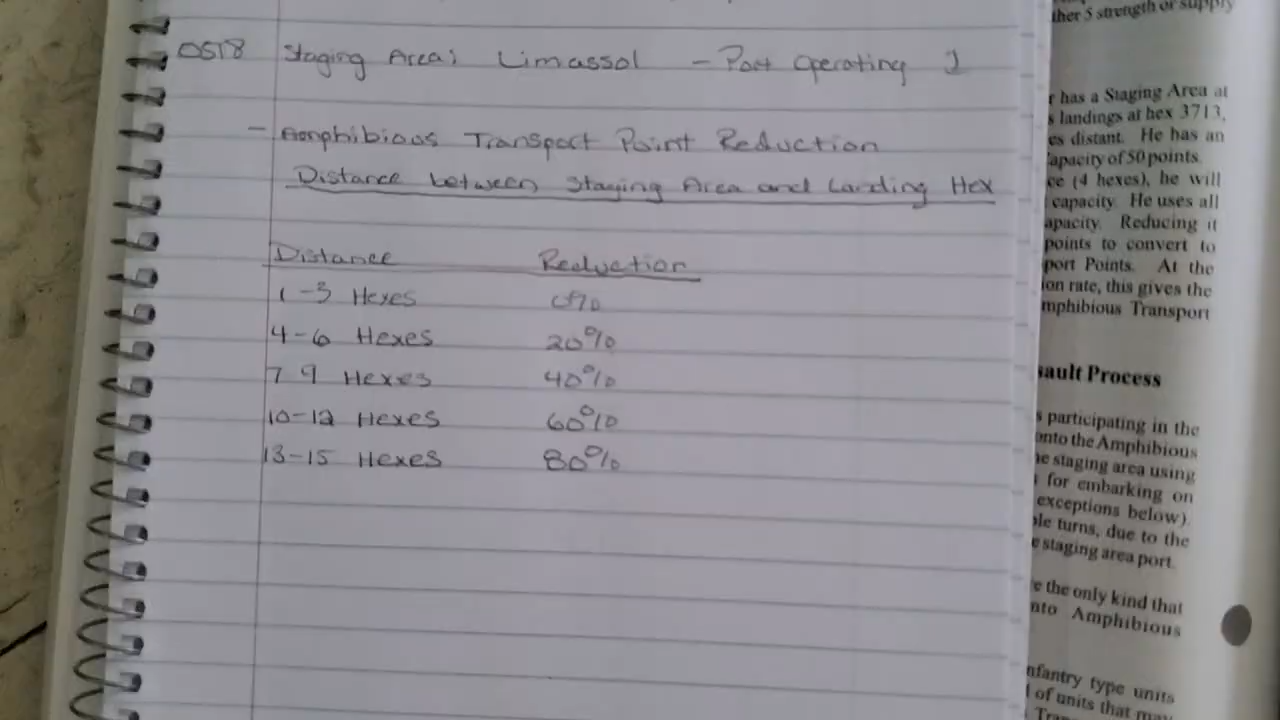 0518 Staging Area: Limassol - Port Operating 2
- Amphibious Transport Point Reduction
Distance between Staging Area and Landing Hex
Distance Reduction
1-3 Hexes 0%
4-6 Hexes 20%
7 9 Hexes 40%
10-12 Hexes 60%
13-15 Hexes 80%
ther 5 strength or supply
r has a Staging Area at
s landings at hex 3713,
es distant. He has an
apacity of 50 points.
ce (4 hexes), he will
capacity. He uses all
apacity. Reducing it
points to convert to
port Points. At the
ion rate, this gives the
mphibious Transport
sault Process
s participating in the
onto the Amphibious
he staging area using
for embarking on
exceptions below).
ole turns, due to the
e staging area port.
e the only kind that
nto Amphibious
nfantry type units
l of units that may